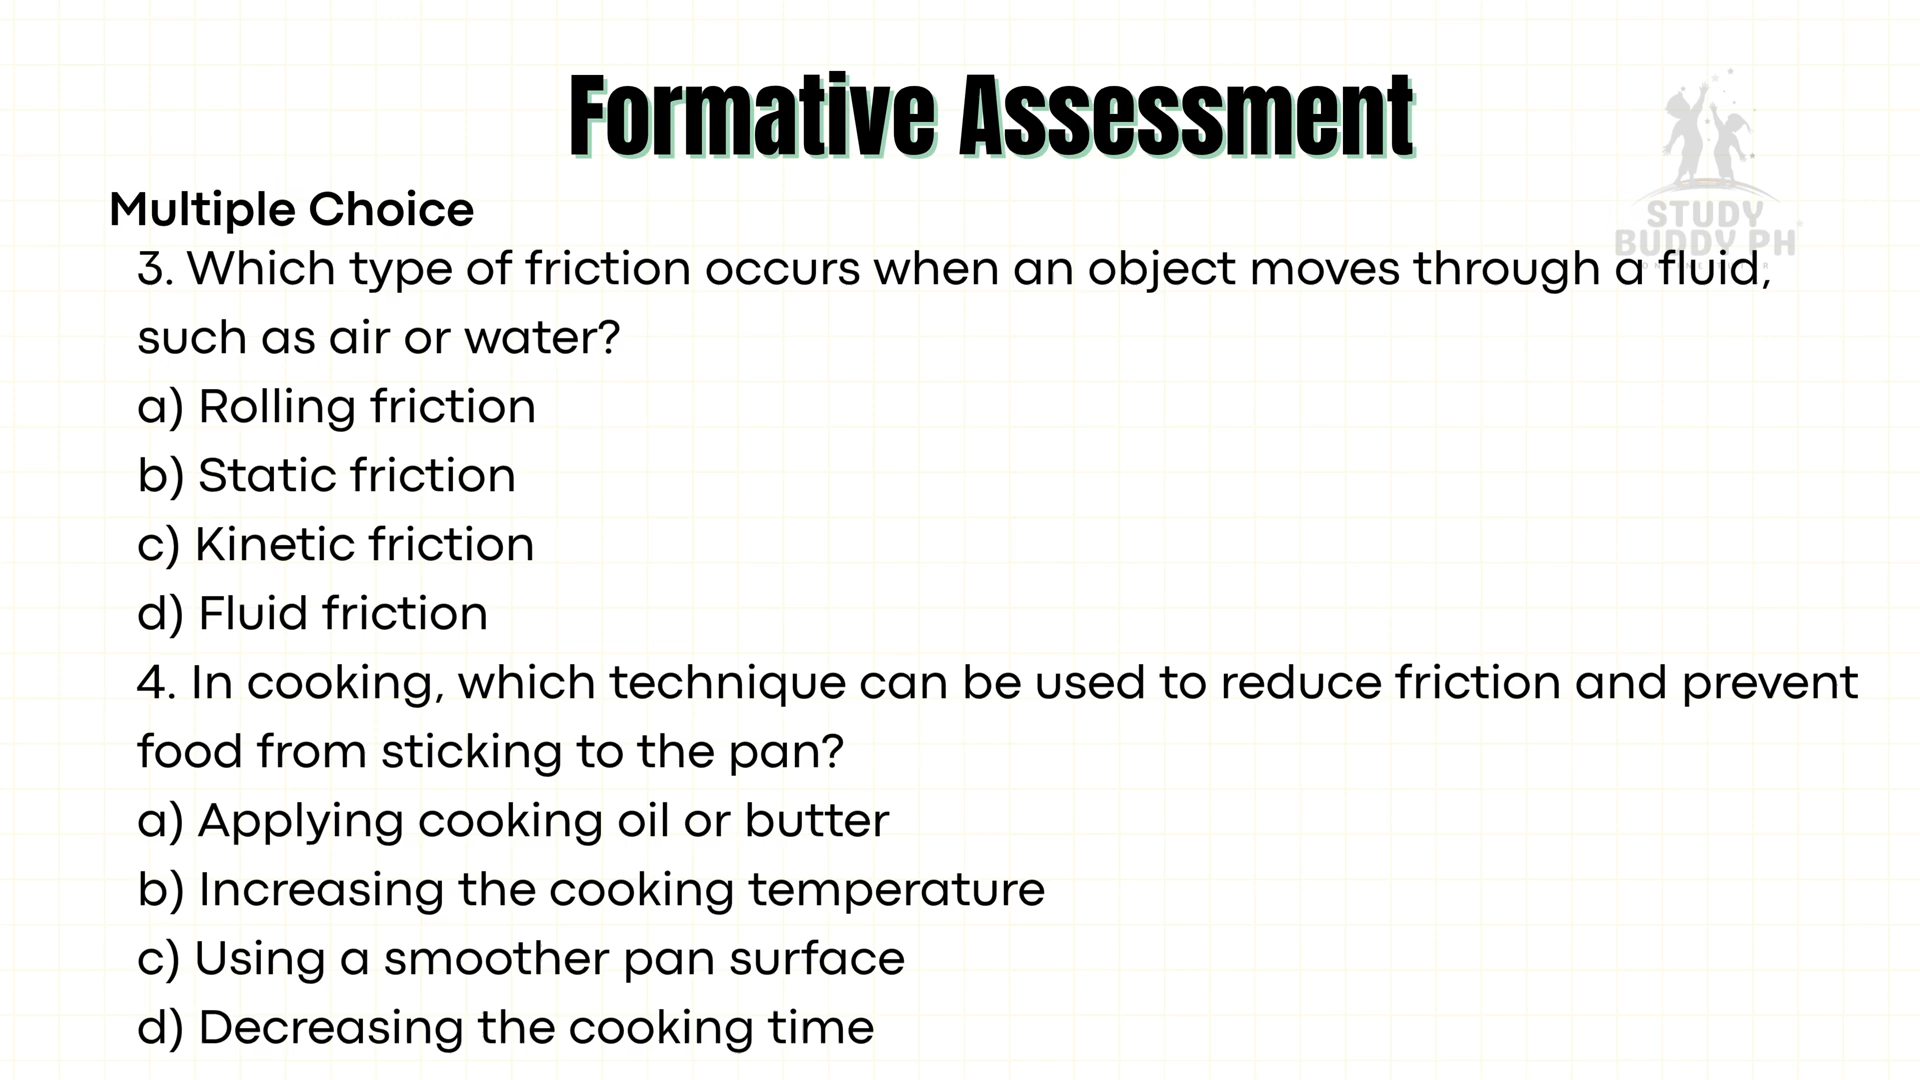 Formative Assessment
STUDY
BUDDY PH
Multiple Choice
3. Which type of friction occurs when an object moves through a fluid,
such as air or water?
a) Rolling friction
b) Static friction
c) Kinetic friction
d) Fluid friction
4. In cooking, which technique can be used to reduce friction and prevent
food from sticking to the pan?
a) Applying cooking oil or butter
b) Increasing the cooking temperature
c) Using a smoother pan surface
d) Decreasing the cooking time